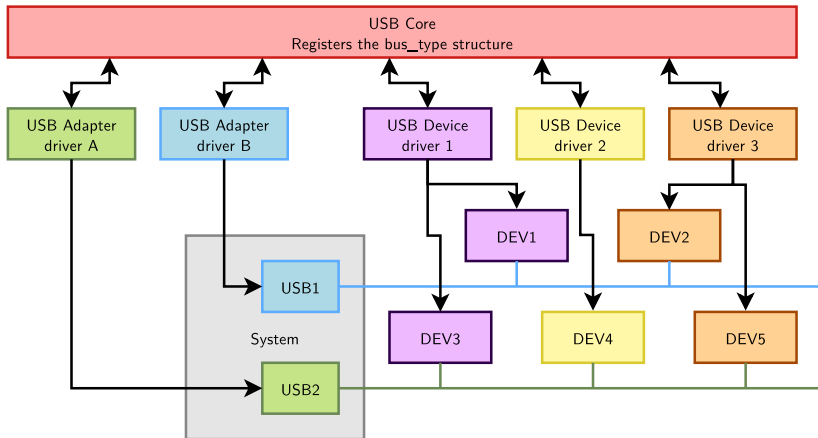 USB Core
Registers the bus_type structure
USB Adapter
driver A
USB Adapter
driver B
USB Device
driver 1
USB Device
driver 2
USB Device
driver 3
DEV1
DEV2
USB1
System
DEV3
DEV4
DEV5
USB2